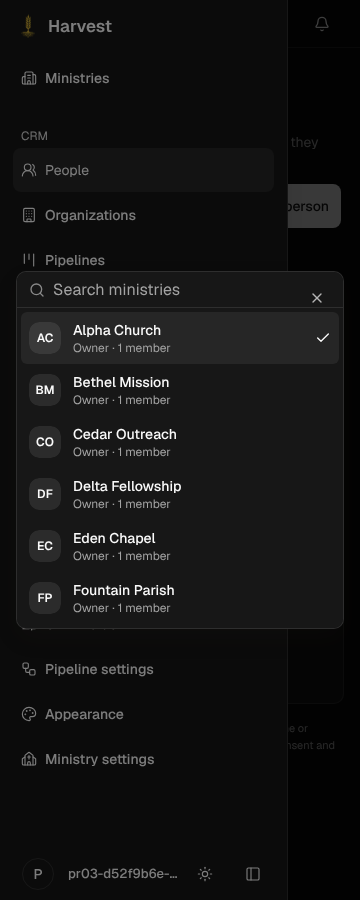 Harvest
Ministries
they
CRM
People
person
Organizations
Pipelines
Search ministries
AC
Alpha Church
Owner · 1 member
BM
Bethel Mission
Owner · 1 member
CO
Cedar Outreach
Owner · 1 member
DF
Delta Fellowship
Owner · 1 member
EC
Eden Chapel
Owner · 1 member
FP
Fountain Parish
Owner · 1 member
Pipeline settings
Appearance
e or
nsent and
Ministry settings
P
pr03-d52f9b6e-...